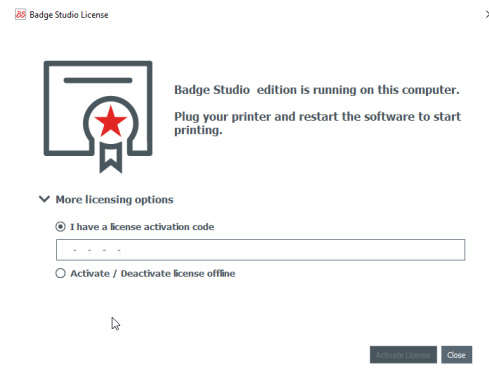 BS Badge Studio License
Badge Studio  edition is running on this computer.
Plug your printer and restart the software to start
printing.
More licensing options
I have a license activation code
-   -   -   -
Activate / Deactivate license offline
Activate License   Close